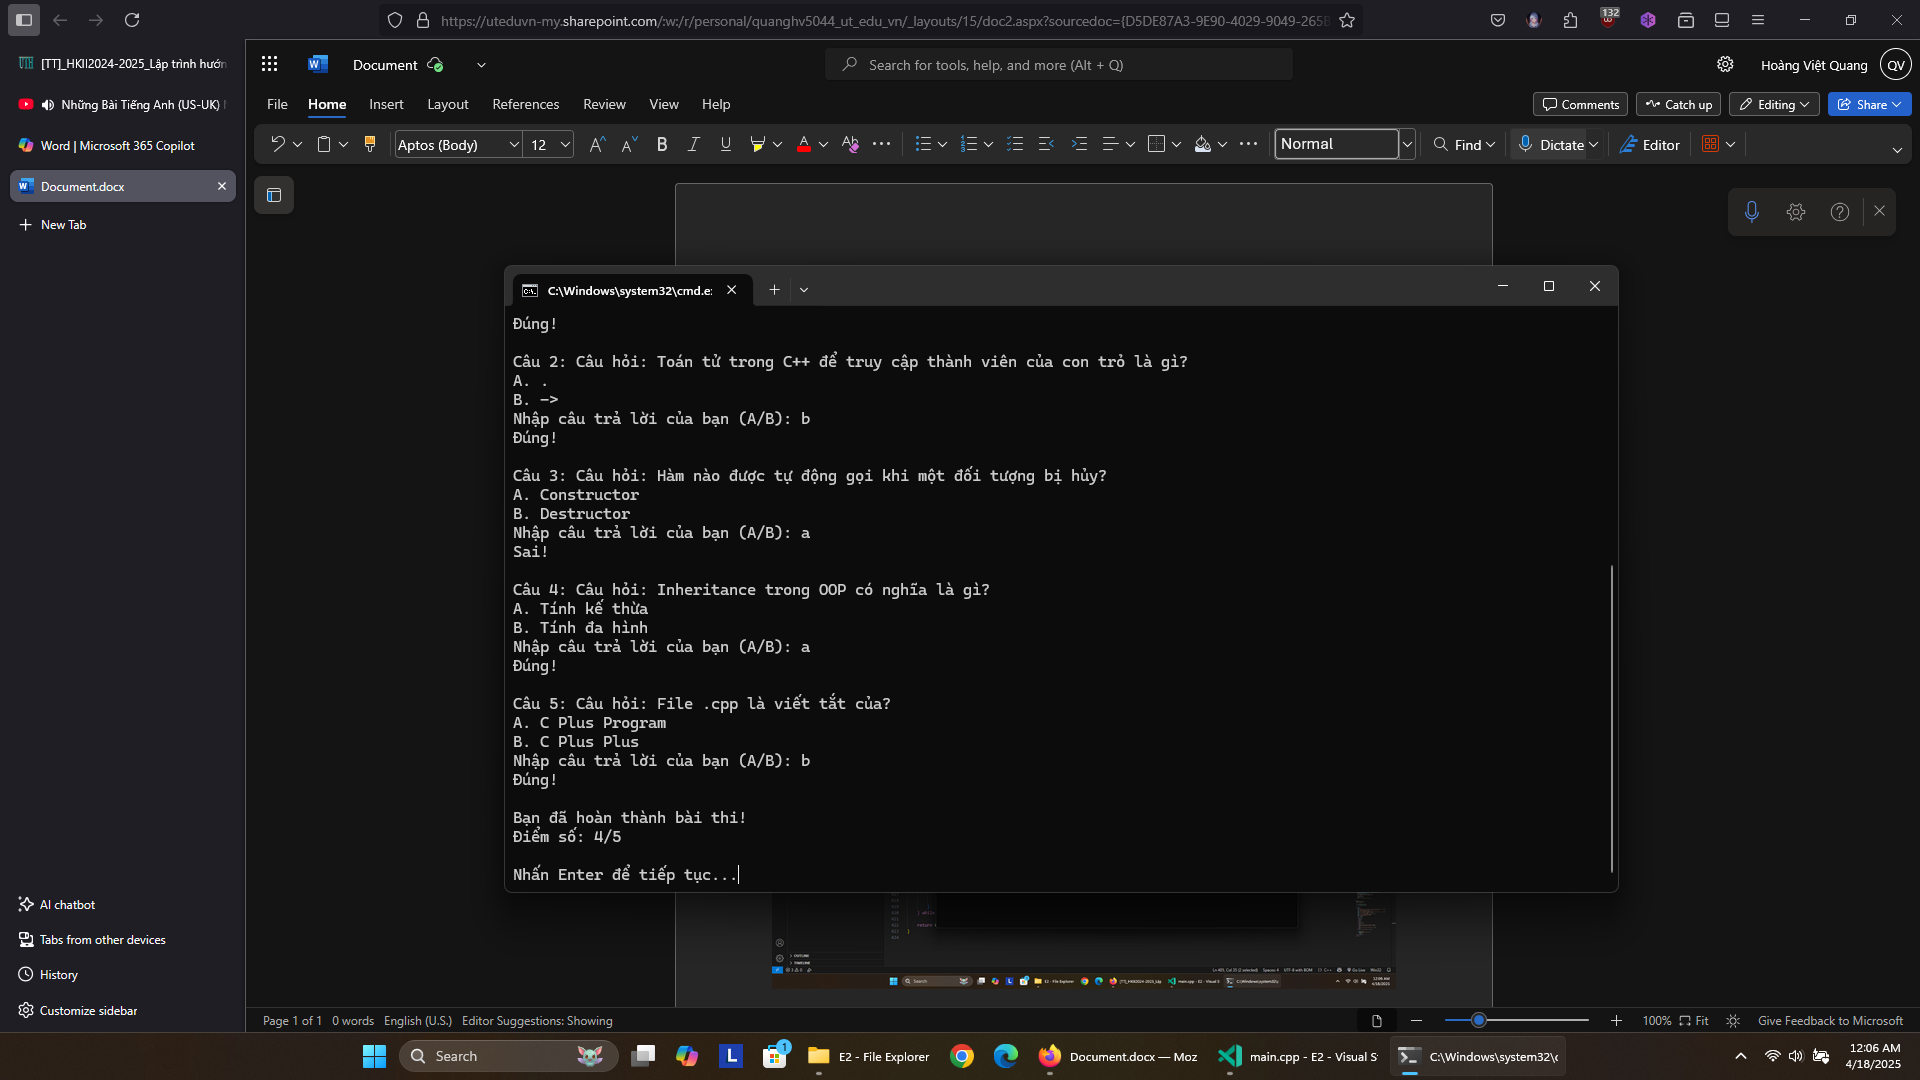 https://uteduvn-my.sharepoint.com/:w:/r/personal/quanghv5044_ut_edu_vn/_layouts/15/doc2.aspx?sourcedoc={D5DE87A3-9E90-4029-9049-265B
132
[TT]_HKII2024-2025_Lập trình hướn
Những Bài Tiếng Anh (US-UK)
Word | Microsoft 365 Copilot
Document.docx
New Tab
Document
Search for tools, help, and more (Alt + Q)
Hoàng Việt Quang
QV
File Home Insert Layout References Review View Help
Comments Catch up Editing Share
Aptos (Body) 12 Normal Find Dictate Editor
C:\Windows\system32\cmd.e
Đúng!
Câu 2: Câu hỏi: Toán tử trong C++ để truy cập thành viên của con trỏ là gì?
A. .
B. ->
Nhập câu trả lời của bạn (A/B): b
Đúng!
Câu 3: Câu hỏi: Hàm nào được tự động gọi khi một đối tượng bị hủy?
A. Constructor
B. Destructor
Nhập câu trả lời của bạn (A/B): a
Sai!
Câu 4: Câu hỏi: Inheritance trong OOP có nghĩa là gì?
A. Tính kế thừa
B. Tính đa hình
Nhập câu trả lời của bạn (A/B): a
Đúng!
Câu 5: Câu hỏi: File .cpp là viết tắt của?
A. C Plus Program
B. C Plus Plus
Nhập câu trả lời của bạn (A/B): b
Đúng!
Bạn đã hoàn thành bài thi!
Điểm số: 4/5
Nhấn Enter để tiếp tục...
AI chatbot
Tabs from other devices
History
Customize sidebar
Page 1 of 1 0 words English (U.S.) Editor Suggestions: Showing
100% Fit Give Feedback to Microsoft
Search
1
E2 - File Explorer
Document.docx — Moz
main.cpp - E2 - Visual S
C:\Windows\system32\c
12:06 AM
4/18/2025